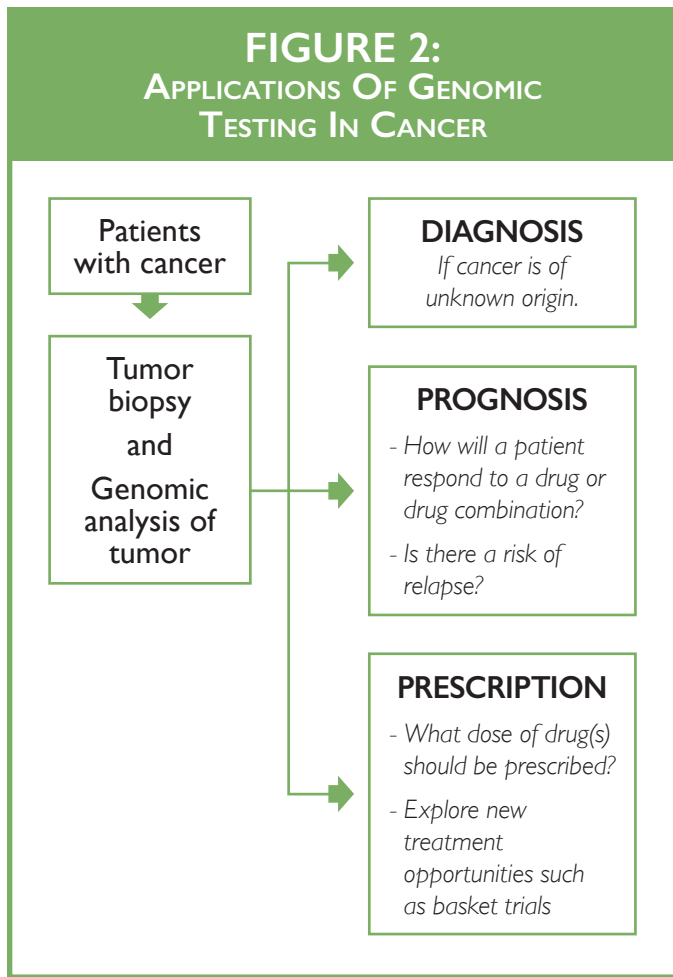 FIGURE 2:
APPLICATIONS OF GENOMIC
TESTING IN CANCER
Patients
with cancer
Tumor
biopsy
and
Genomic
analysis of
tumor
DIAGNOSIS
If cancer is of
unknown origin.
PROGNOSIS
- How will a patient
respond to a drug or
drug combination?
- Is there a risk of
relapse?
PRESCRIPTION
- What dose of drug(s)
should be prescribed?
- Explore new
treatment
opportunities such
as basket trials